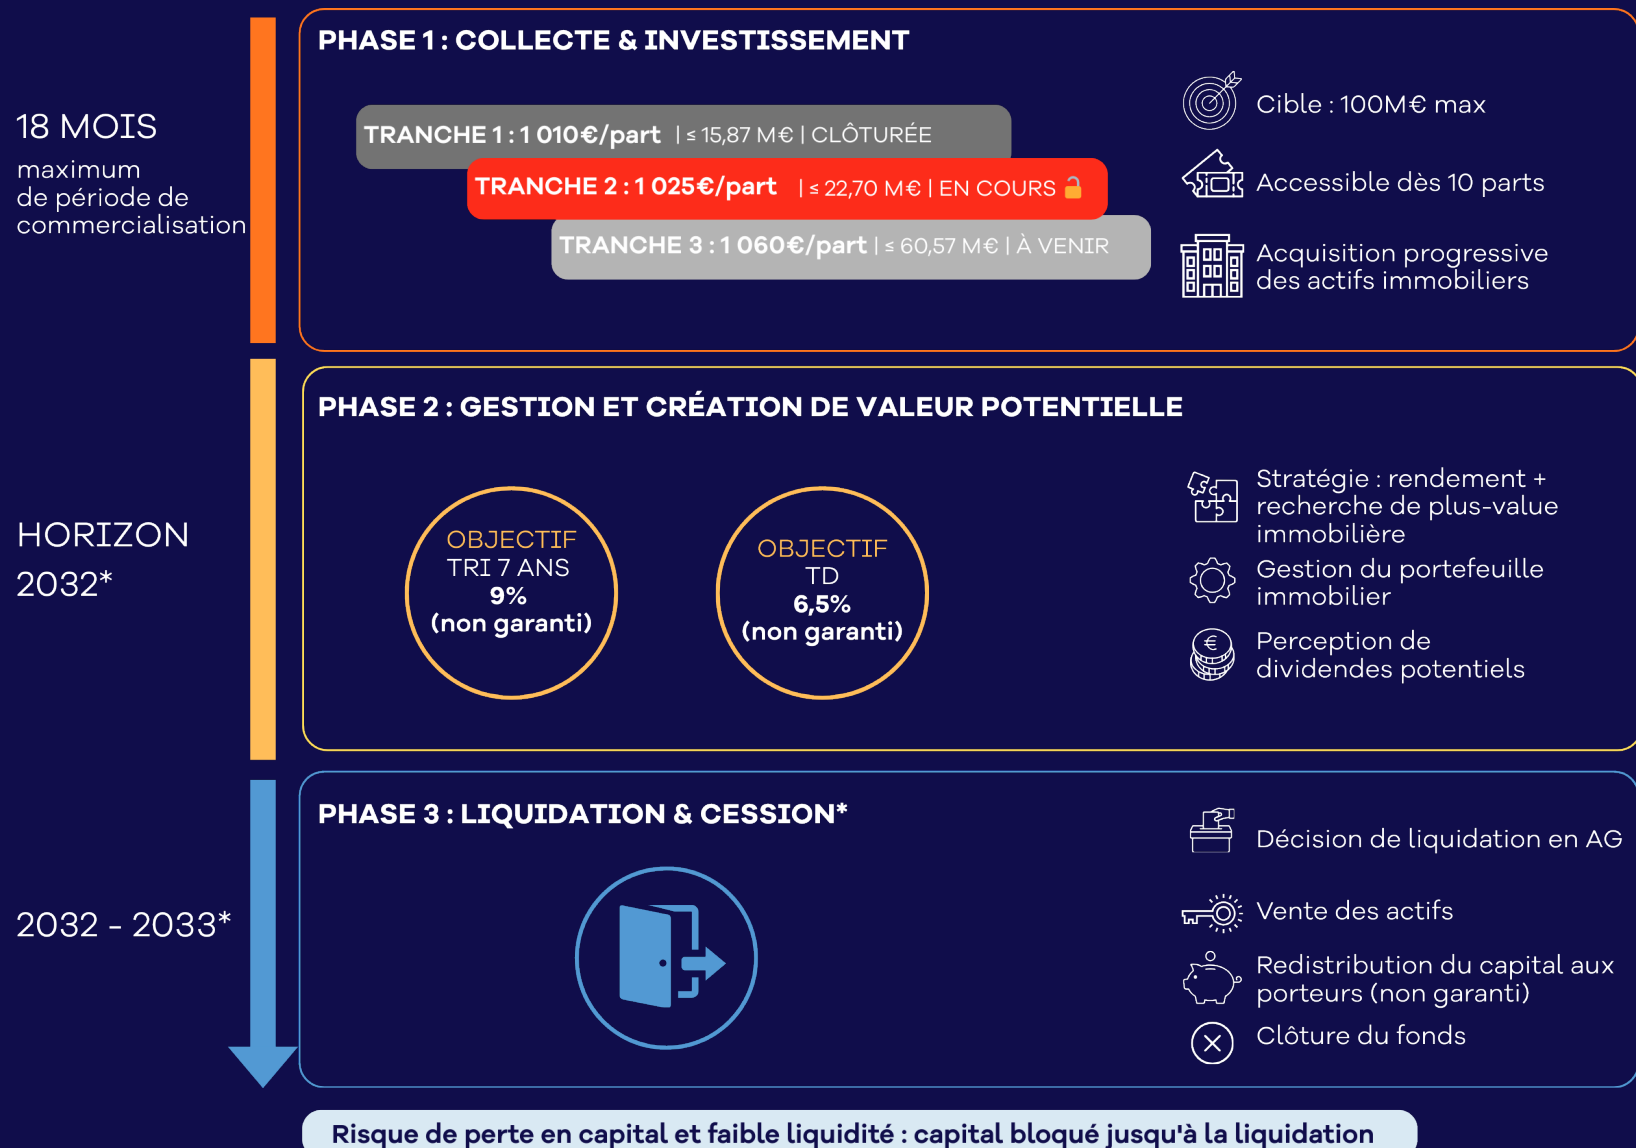 18 MOIS
maximum
de période de
commercialisation
PHASE 1 : COLLECTE & INVESTISSEMENT
TRANCHE 1 : 1 010€/part | ≤ 15,87 M€ | CLÔTURÉE
TRANCHE 2 : 1 025€/part | ≤ 22,70 M€ | EN COURS 🔓
TRANCHE 3 : 1 060€/part | ≤ 60,57 M€ | À VENIR
Cible : 100M€ max
Accessible dès 10 parts
Acquisition progressive
des actifs immobiliers
HORIZON
2032*
PHASE 2 : GESTION ET CRÉATION DE VALEUR POTENTIELLE
OBJECTIF
TRI 7 ANS
9%
(non garanti)
OBJECTIF
TD
6,5%
(non garanti)
Stratégie : rendement +
recherche de plus-value
immobilière
Gestion du portefeuille
immobilier
Perception de
dividendes potentiels
2032 - 2033*
PHASE 3 : LIQUIDATION & CESSION*
Décision de liquidation en AG
Vente des actifs
Redistribution du capital aux
porteurs (non garanti)
Clôture du fonds
Risque de perte en capital et faible liquidité : capital bloqué jusqu'à la liquidation